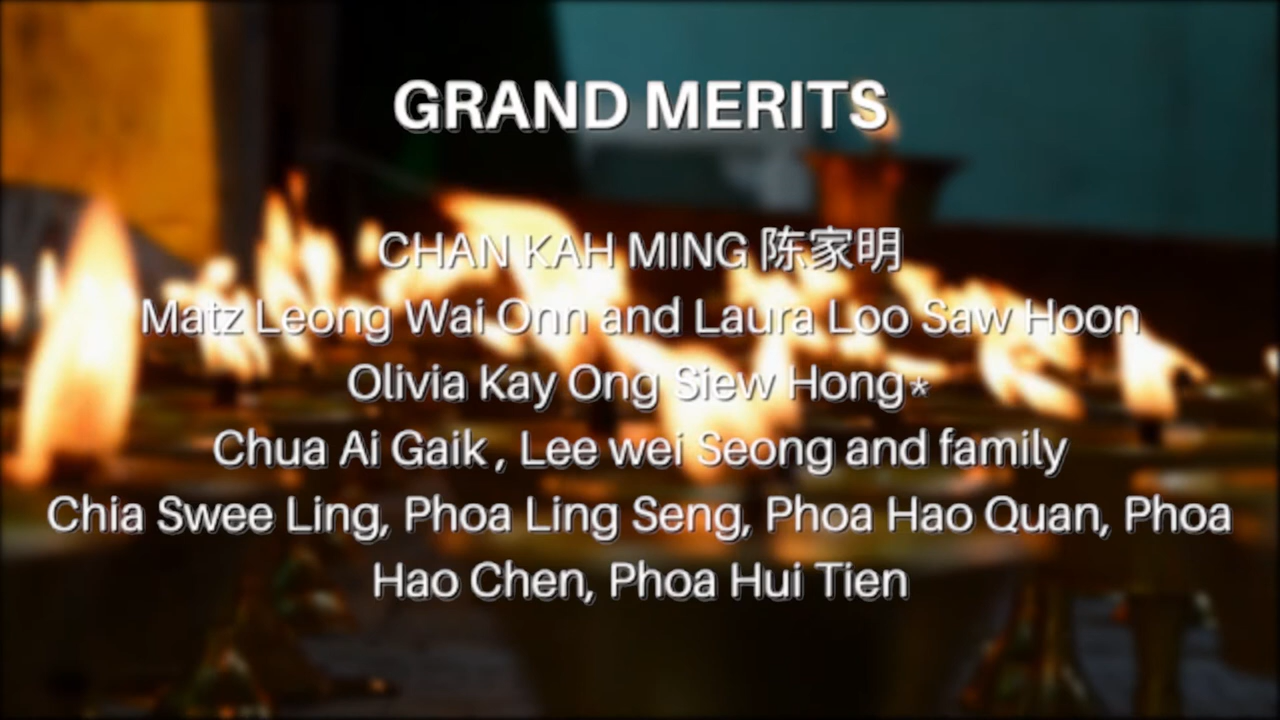 GRAND MERITS
CHAN KAH MING 陈家明
Matz Leong Wai Onn and Laura Loo Saw Hoon
Olivia Kay Ong Siew Hong*
Chua Ai Gaik , Lee wei Seong and family
Chia Swee Ling, Phoa Ling Seng, Phoa Hao Quan, Phoa
Hao Chen, Phoa Hui Tien